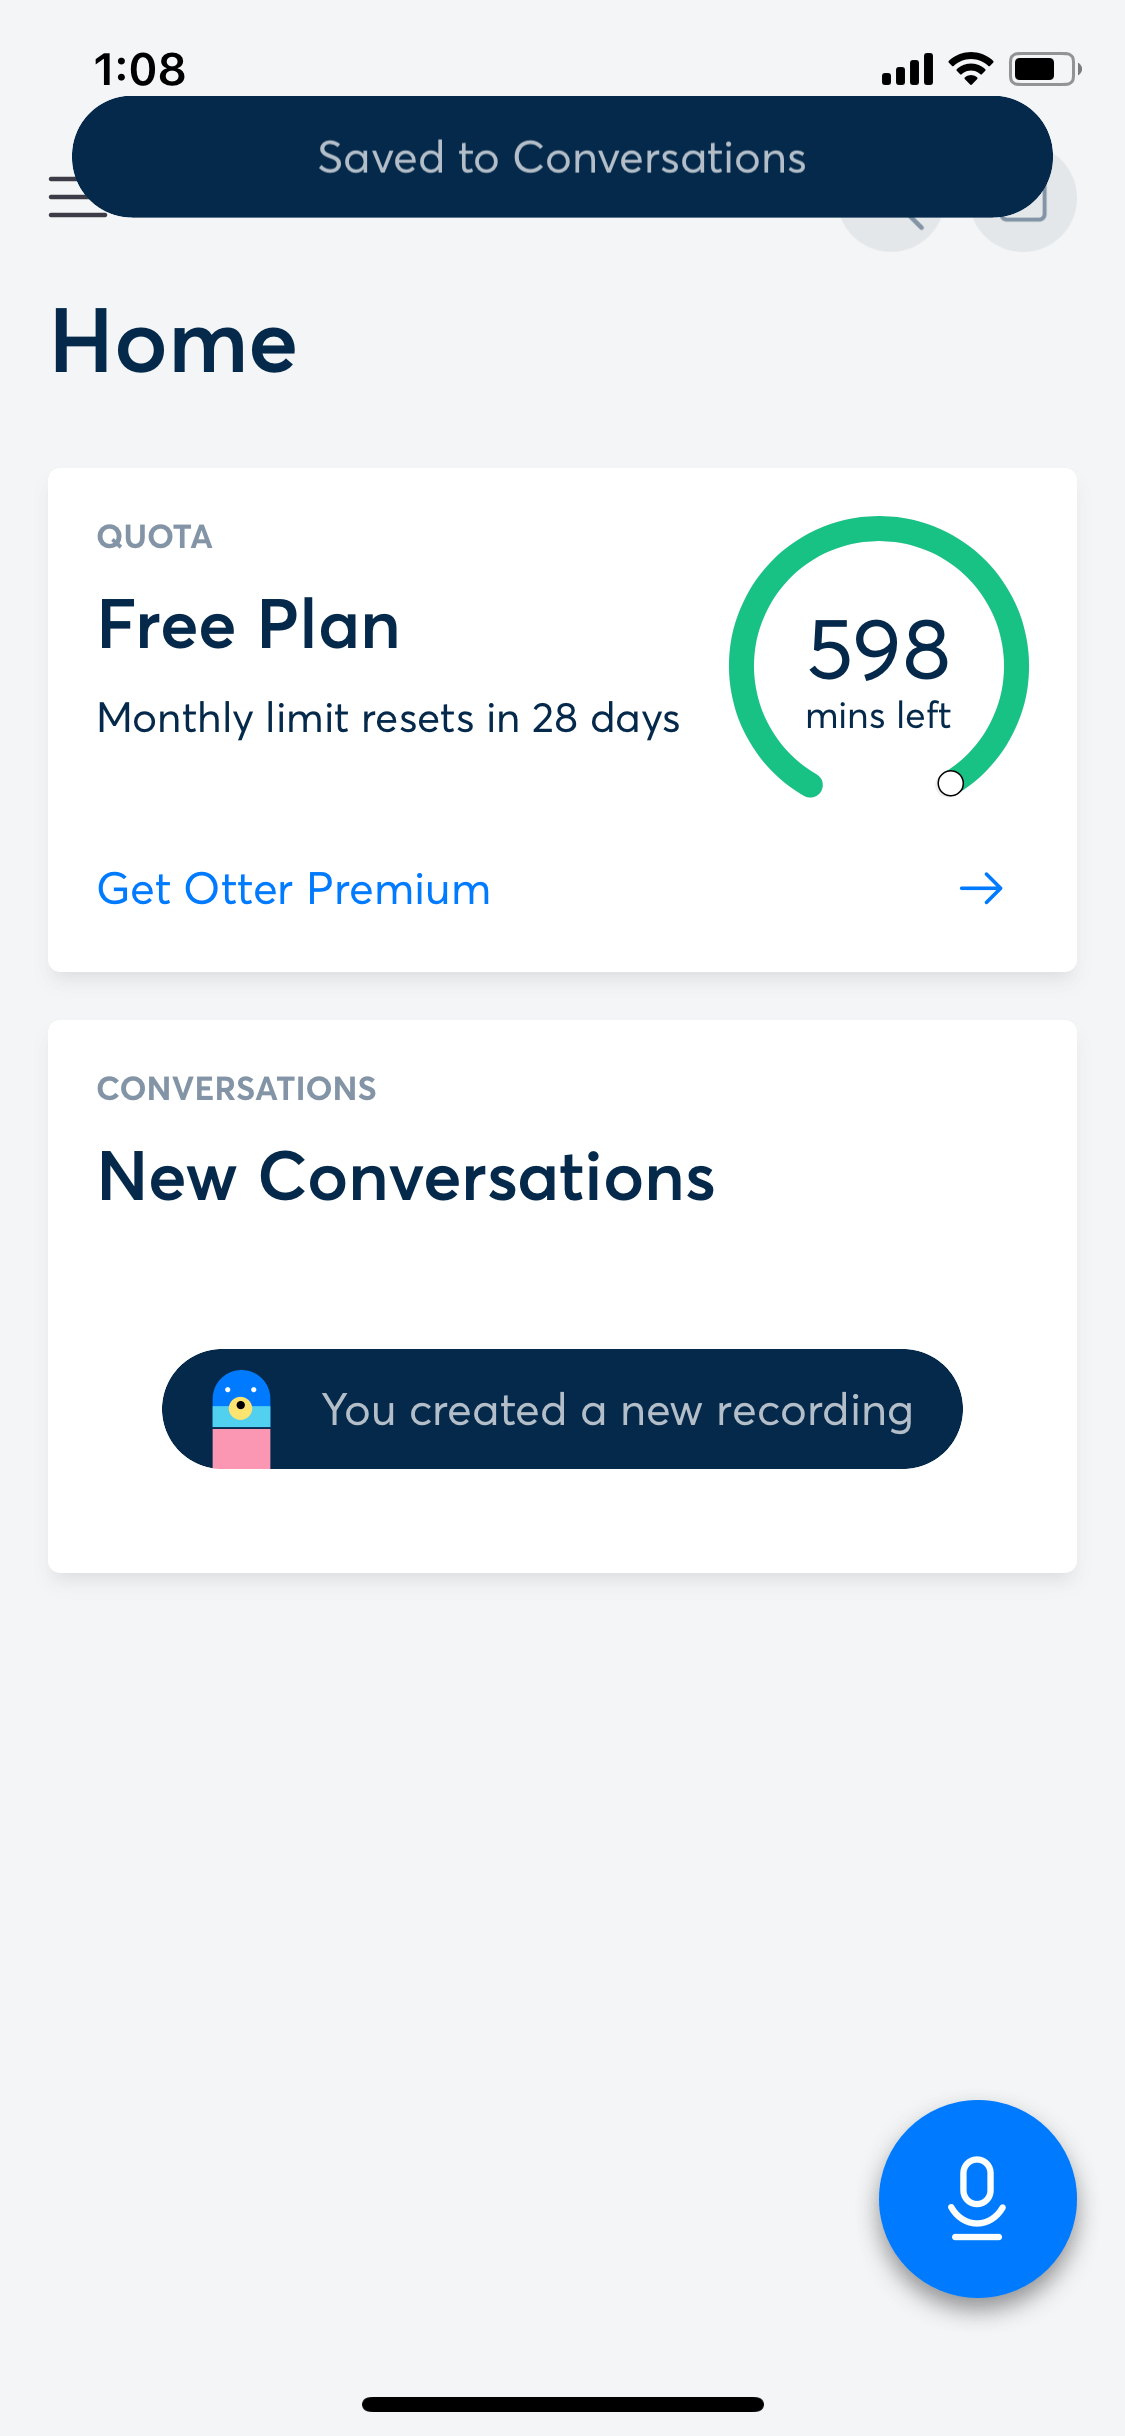 1:08
Saved to Conversations
Home
QUOTA
Free Plan
Monthly limit resets in 28 days
598
mins left
Get Otter Premium
CONVERSATIONS
New Conversations
You created a new recording